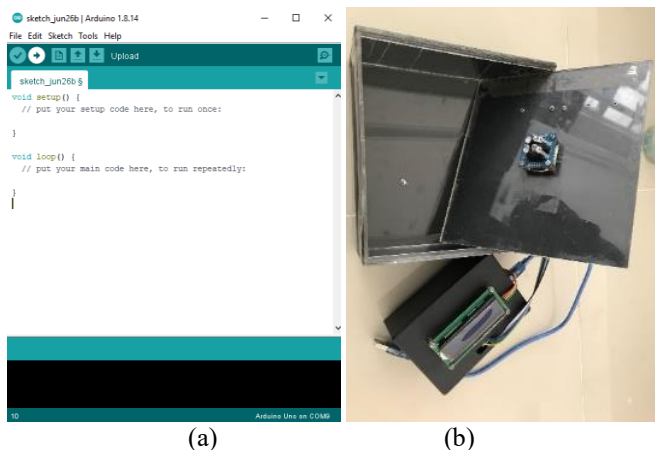 sketch_jun26b | Arduino 1.8.14
File Edit Sketch Tools Help
Upload
sketch_jun26b §
void setup() {
// put your setup code here, to run once:
}
void loop() {
// put your main code here, to run repeatedly:
}
10
Arduino Uno on COM9
(a) (b)